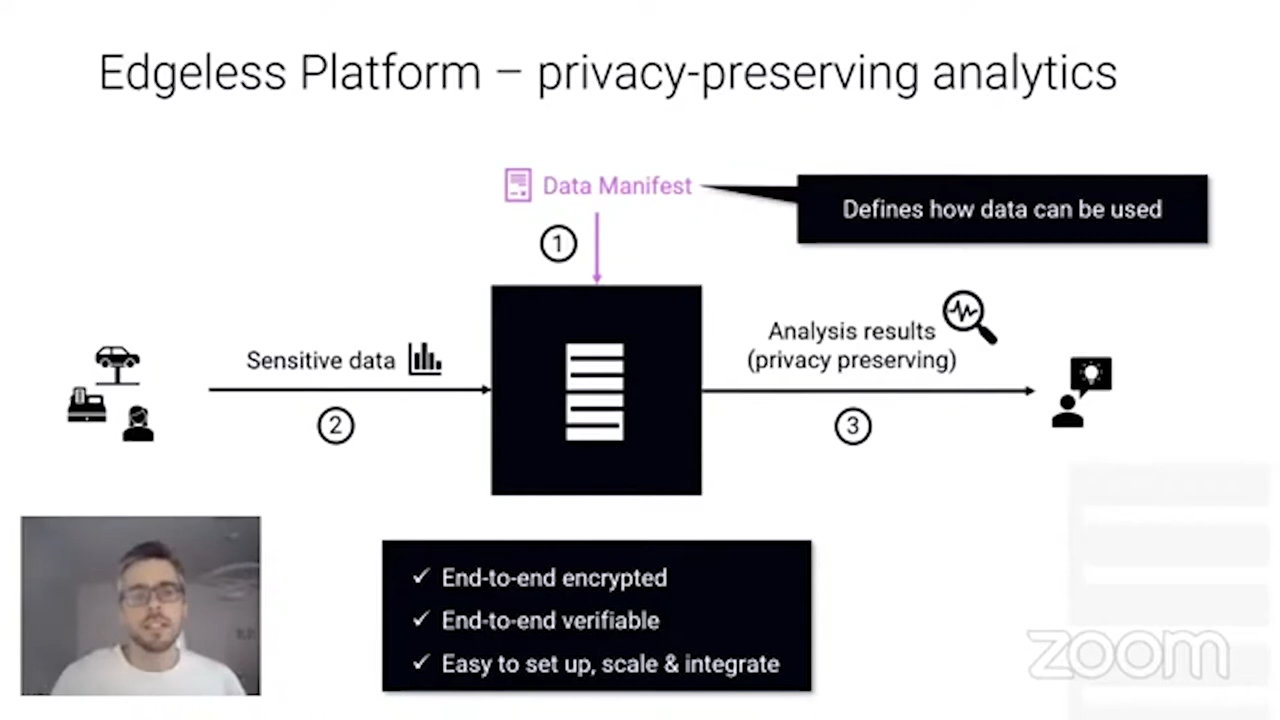 Edgeless Platform – privacy-preserving analytics
Data Manifest
Defines how data can be used
1
Sensitive data
2
Analysis results
(privacy preserving)
3
✓ End-to-end encrypted
✓ End-to-end verifiable
✓ Easy to set up, scale & integrate
zoom